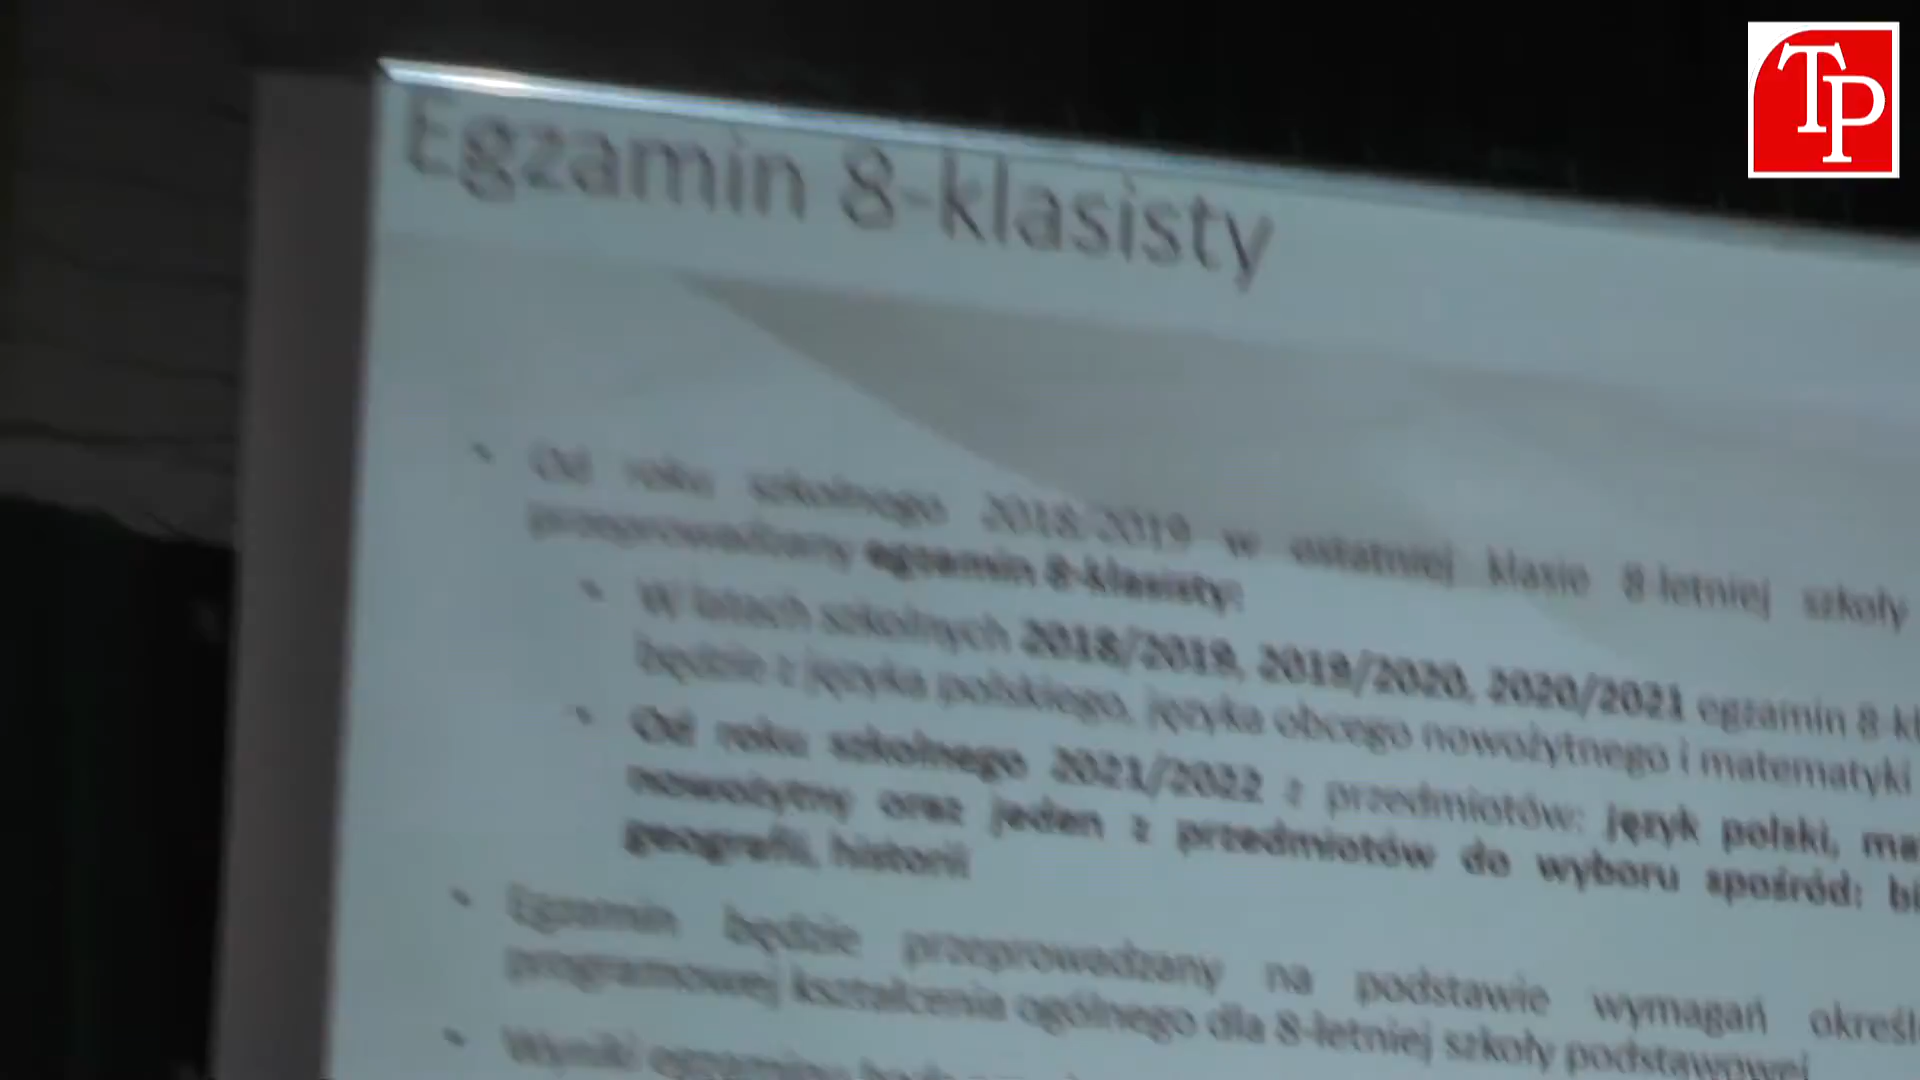 TP
Egzamin 8-klasisty
Od roku szkolnego 2018/2019 w ostatniej klasie 8-letniej szkoły
przeprowadzany egzamin 8-klasisty:
W latach szkolnych 2018/2019, 2019/2020, 2020/2021 egzamin 8-kl
będzie z języka polskiego, języka obcego nowożytnego i matematyki
Od roku szkolnego 2021/2022 z przedmiotów: język polski, ma
nowożytny oraz jeden z przedmiotów do wyboru spośród: bi
geografii, historii
Egzamin będzie przeprowadzany na podstawie wymagań określ
programowej kształcenia ogólnego dla 8-letniej szkoły podstawowej
Wyniki egzaminu